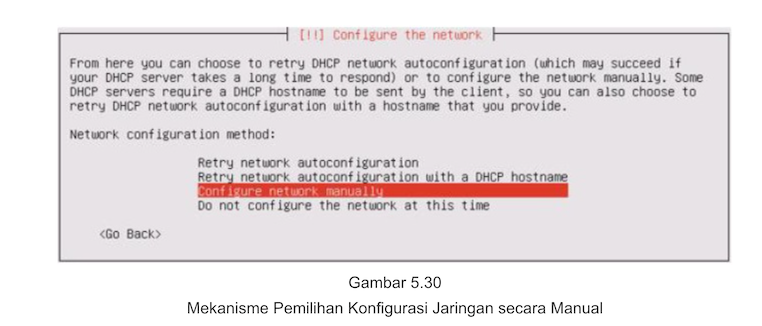 [!!] Configure the network
From here you can choose to retry DHCP network autoconfiguration (which may succeed if
your DHCP server takes a long time to respond) or to configure the network manually. Some
DHCP servers require a DHCP hostname to be sent by the client, so you can also choose to
retry DHCP network autoconfiguration with a hostname that you provide.
Network configuration method:
Retry network autoconfiguration
Retry network autoconfiguration with a DHCP hostname
Configure network manually
Do not configure the network at this time
<Go Back>
Gambar 5.30
Mekanisme Pemilihan Konfigurasi Jaringan secara Manual